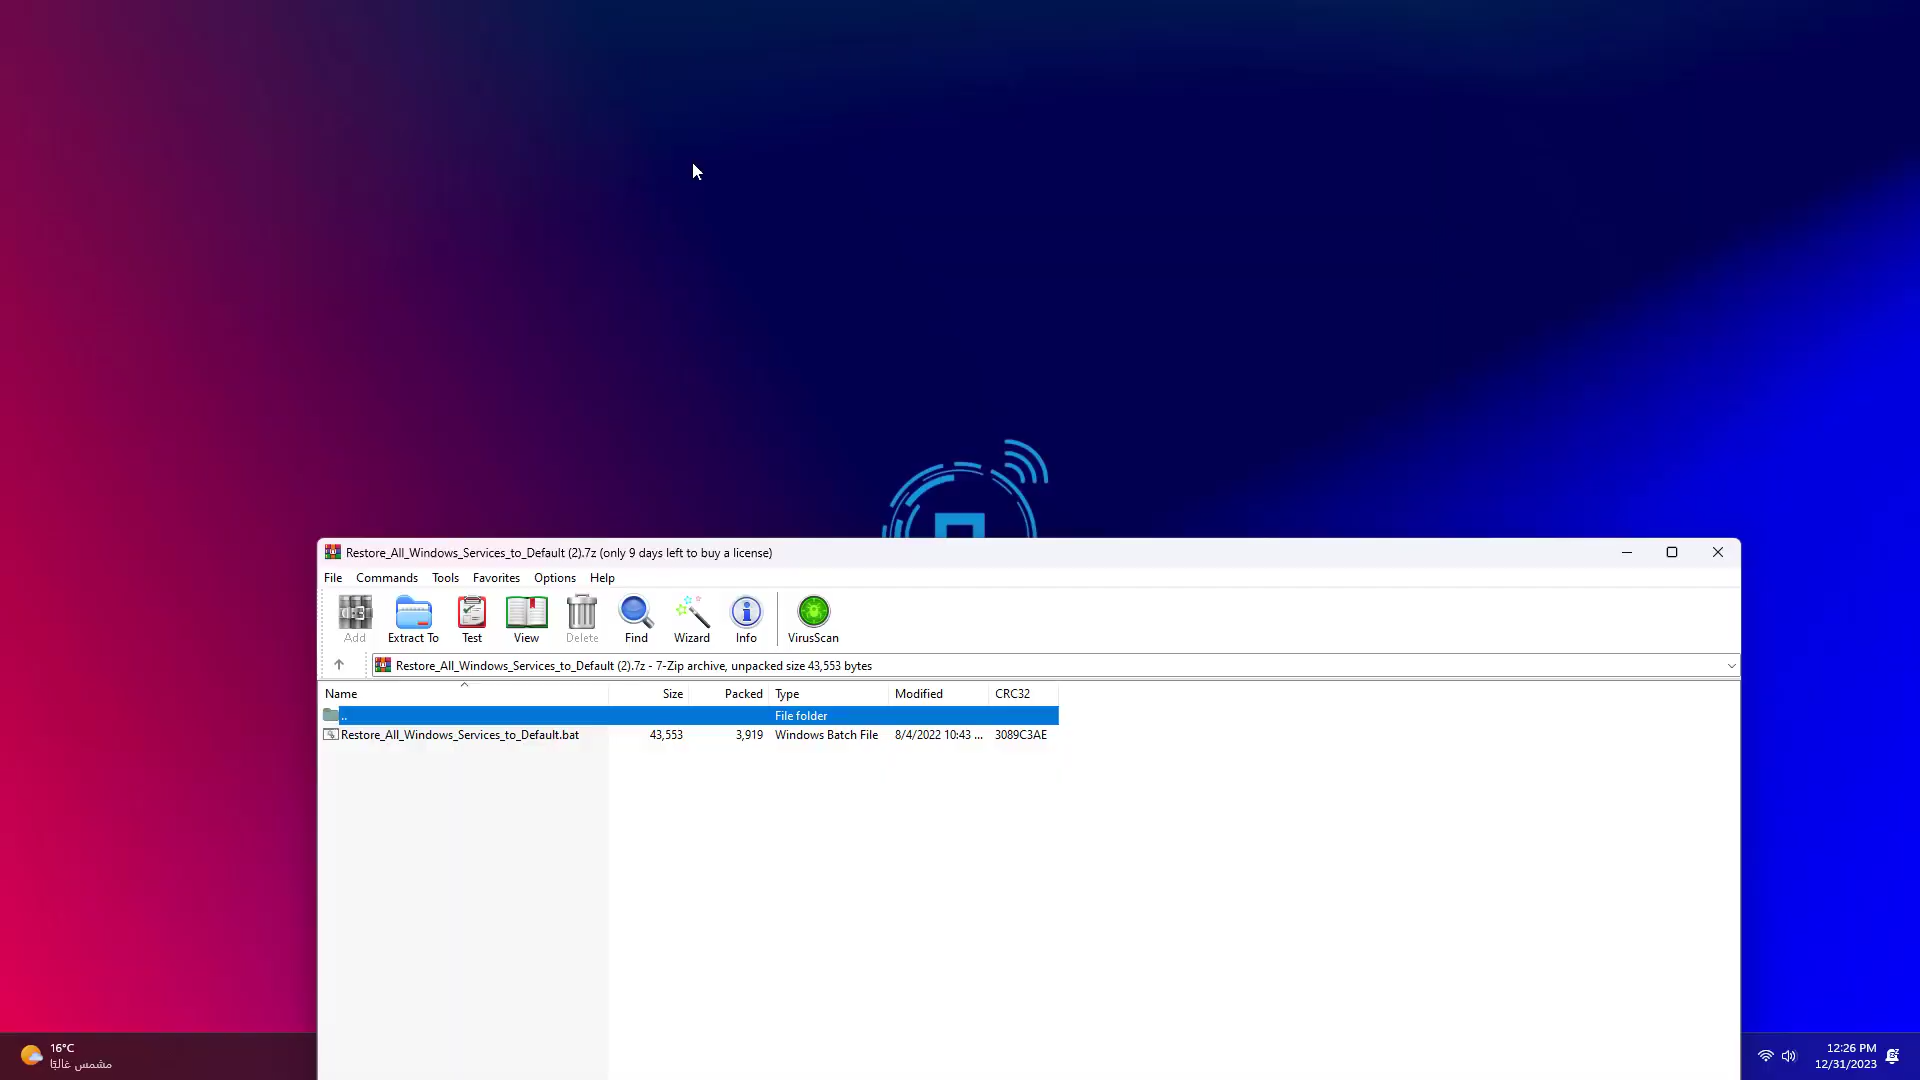 Restore_All_Windows_Services_to_Default (2).7z (only 9 days left to buy a license)
File Commands Tools Favorites Options Help
Add Extract To Test View Delete Find Wizard Info VirusScan
Restore_All_Windows_Services_to_Default (2).7z - 7-Zip archive, unpacked size 43,553 bytes
Name Size Packed Type Modified CRC32
.. File folder
Restore_All_Windows_Services_to_Default.bat 43,553 3,919 Windows Batch File 8/4/2022 10:43 ... 3089C3AE
16°C
مشمس غالبًا
12:26 PM
12/31/2023